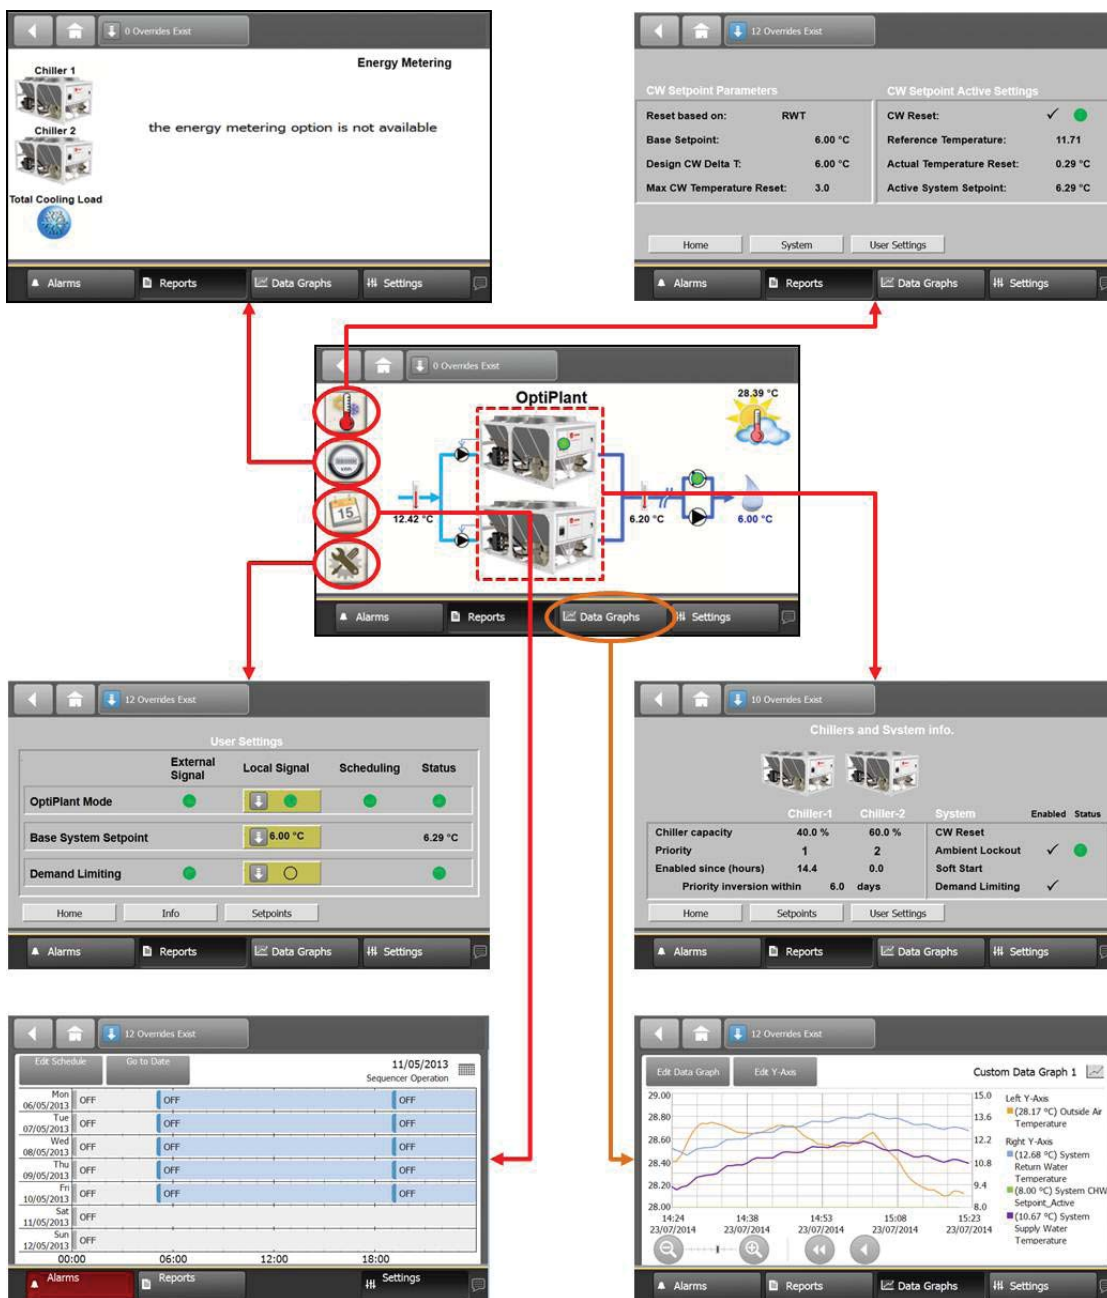 0 Overrides Exist
Energy Metering
Chiller 1
the energy metering option is not available
Chiller 2
Total Cooling Load
Alarms Reports Data Graphs Settings
12 Overrides Exist
CW Setpoint Parameters CW Setpoint Active Settings
Reset based on: RWT CW Reset: ✓
Base Setpoint: 6.00 °C Reference Temperature: 11.71
Design CW Delta T: 6.00 °C Actual Temperature Reset: 0.29 °C
Max CW Temperature Reset: 3.0 Active System Setpoint: 6.29 °C
Home System User Settings
Alarms Reports Data Graphs Settings
0 Overrides Exist
OptiPlant
28.39 °C
15
12.42 °C 6.20 °C 6.00 °C
Alarms Reports Data Graphs Settings
12 Overrides Exist
User Settings
External Signal Local Signal Scheduling Status
OptiPlant Mode
Base System Setpoint 6.00 °C 6.29 °C
Demand Limiting
Home Info Setpoints
Alarms Reports Data Graphs Settings
10 Overrides Exist
Chillers and System info.
Chiller-1 Chiller-2 System Enabled Status
Chiller capacity 40.0 % 60.0 % CW Reset
Priority 1 2 Ambient Lockout ✓
Enabled since (hours) 14.4 0.0 Soft Start
Priority inversion within 6.0 days Demand Limiting ✓
Home Setpoints User Settings
Alarms Reports Data Graphs Settings
12 Overrides Exist
Edit Schedule Go to Date 11/05/2013
Sequencer Operation
Mon 06/05/2013 OFF OFF OFF
Tue 07/05/2013 OFF OFF OFF
Wed 08/05/2013 OFF OFF OFF
Thu 09/05/2013 OFF OFF OFF
Fri 10/05/2013 OFF OFF OFF
Sat 11/05/2013 OFF
Sun 12/05/2013 OFF
00:00 06:00 12:00 18:00
Alarms Reports Settings
12 Overrides Exist
Edit Data Graph Edit Y-Axis Custom Data Graph 1
29.00 15.0 Left Y-Axis
28.80 13.6 (28.17 °C) Outside Air
Temperature
28.60 12.2 Right Y-Axis
(12.68 °C) System
28.40 10.8 Return Water
Temperature
28.20 9.4 (8.00 °C) System CHW
Setpoint_Active
28.00 8.0 (10.67 °C) System
Supply Water
Temperature
14:24 14:38 14:53 15:08 15:23
23/07/2014 23/07/2014 23/07/2014 23/07/2014 23/07/2014
Alarms Reports Data Graphs Settings